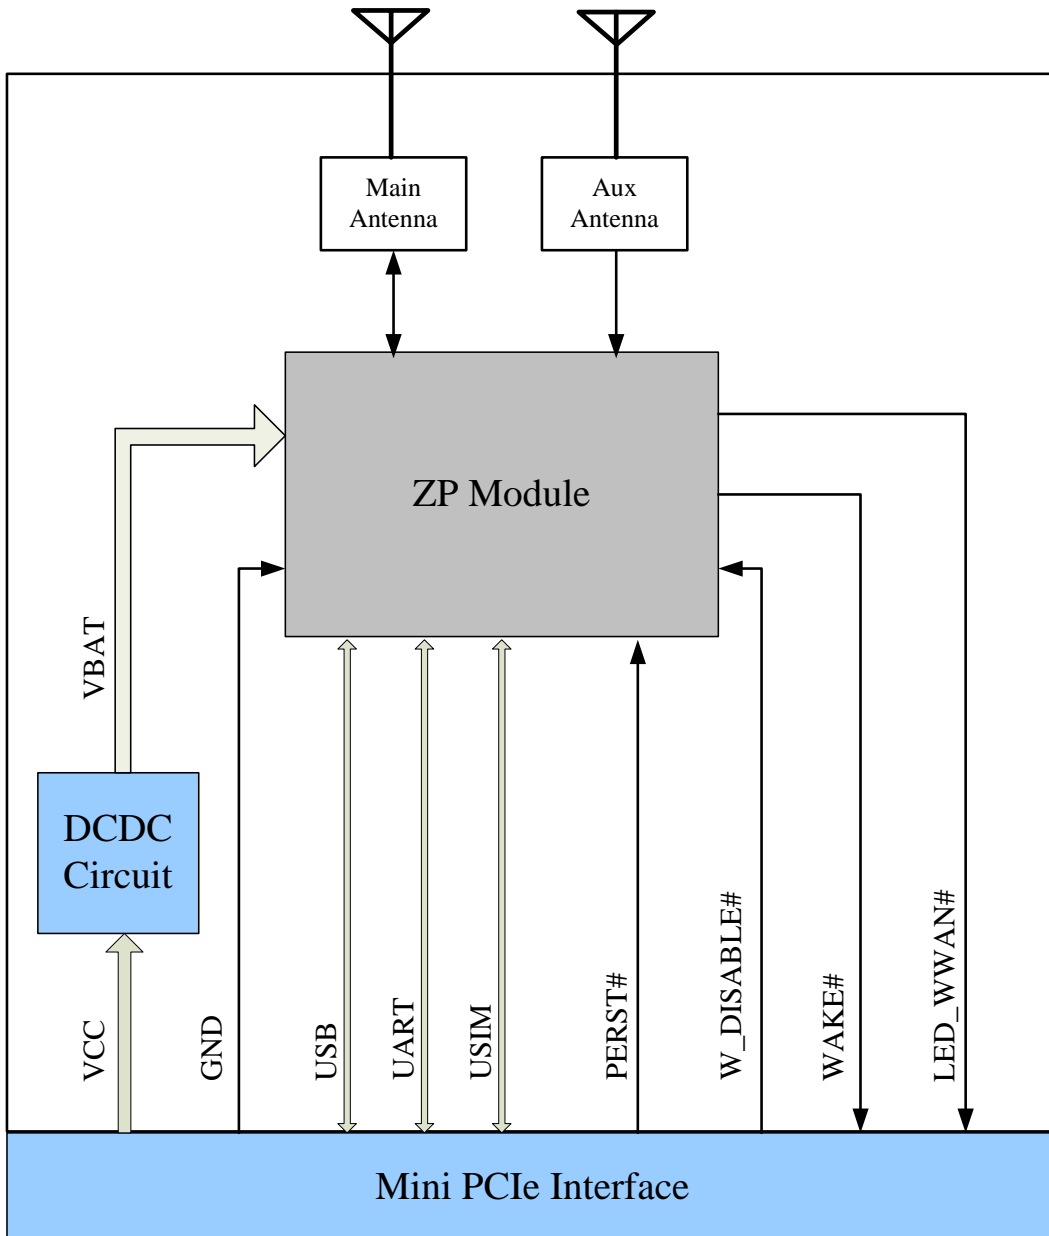 Main
Antenna
Aux
Antenna
ZP Module
VBAT
DCDC
Circuit
VCC
GND
USB
UART
USIM
PERST#
W_DISABLE#
WAKE#
LED_WWAN#
Mini PCIe Interface